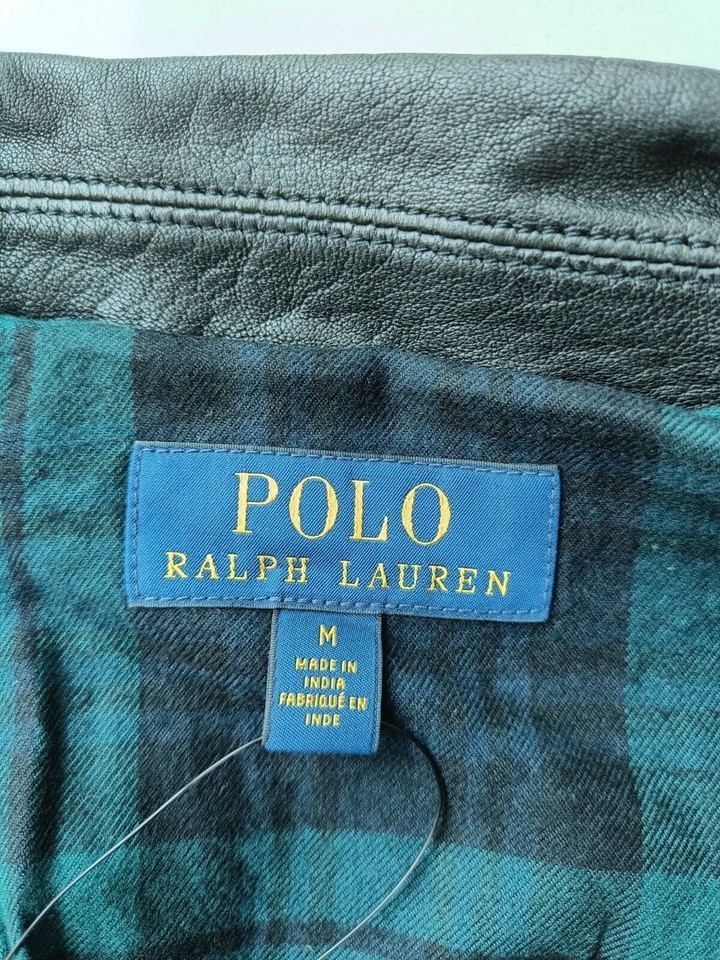 POLO
RALPH LAUREN
M
MADE IN
INDIA
FABRIQUÉ EN
INDE